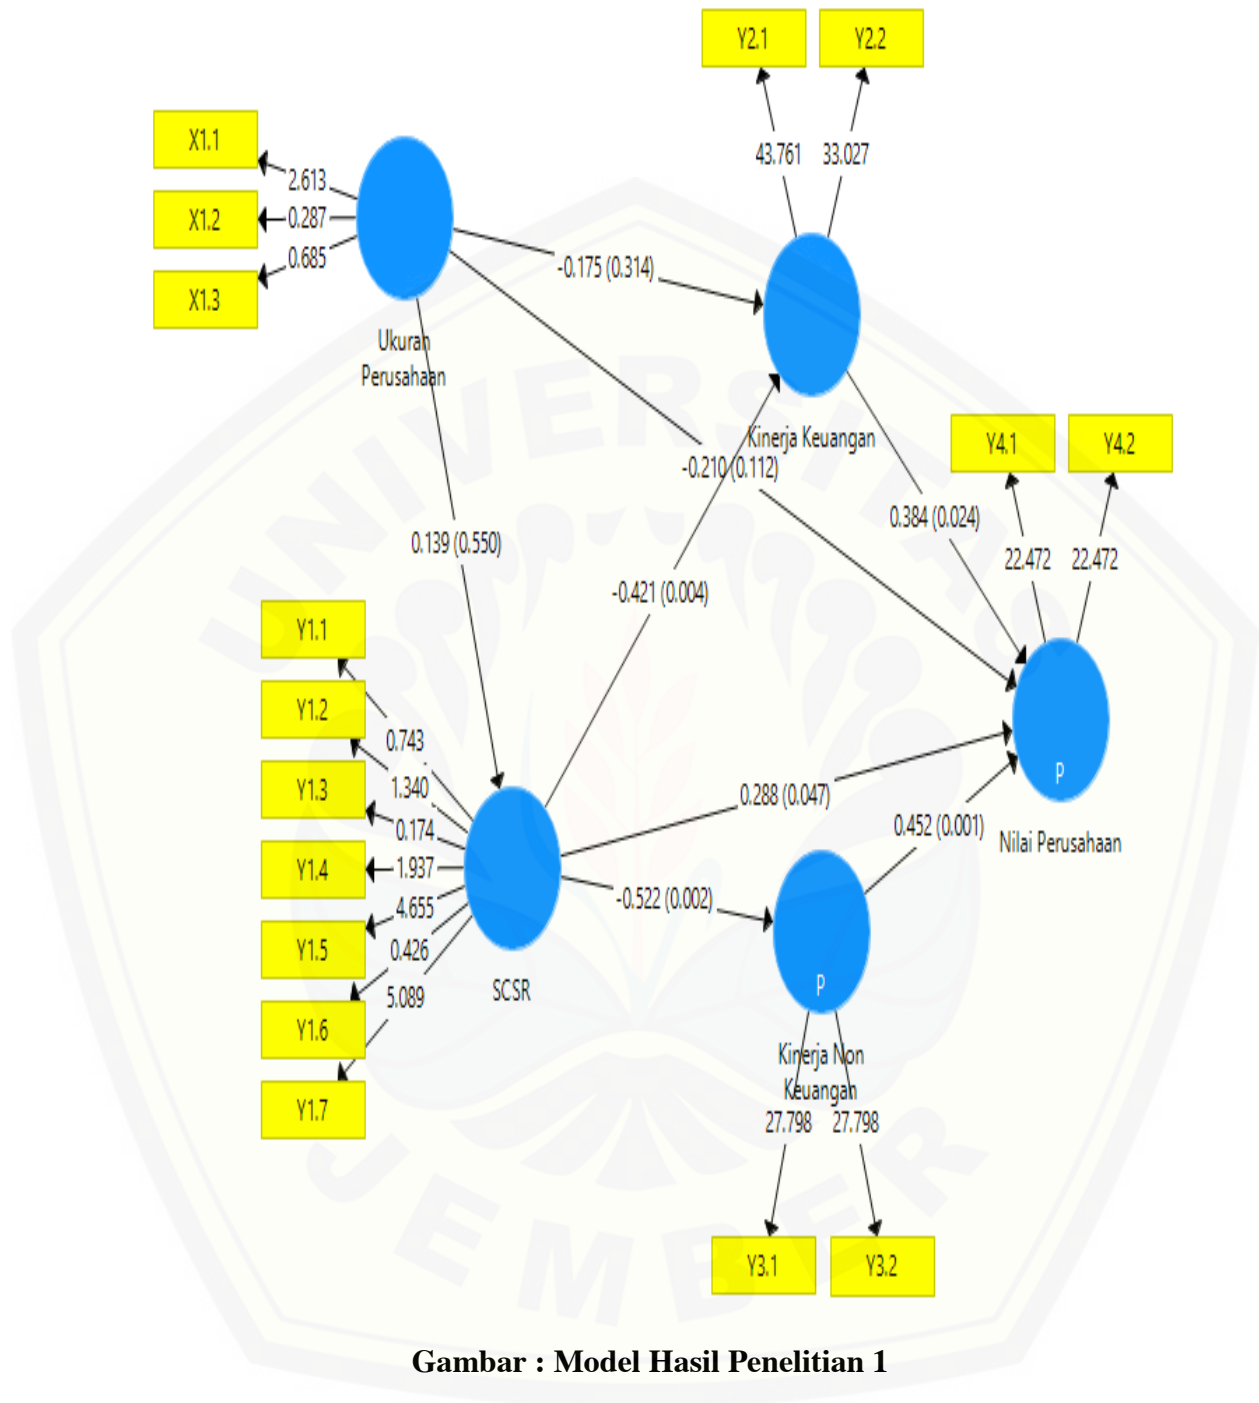 Y2.1
Y2.2
43.761
33.027
X1.1
X1.2
X1.3
2.613
0.287
0.685
Ukuran
Perusahaan
-0.175 (0.314)
Kinerja Keuangan
-0.210 (0.112)
0.139 (0.550)
-0.421 (0.004)
0.384 (0.024)
Y4.1
Y4.2
22.472
22.472
P
Nilai Perusahaan
Y1.1
Y1.2
Y1.3
Y1.4
Y1.5
Y1.6
Y1.7
0.743
1.340
0.174
1.937
4.655
0.426
5.089
SCSR
0.288 (0.047)
0.452 (0.001)
-0.522 (0.002)
P
Kinerja Non
Keuangan
27.798
27.798
Y3.1
Y3.2
UNIVERSITAS
JEMBER
Gambar : Model Hasil Penelitian 1